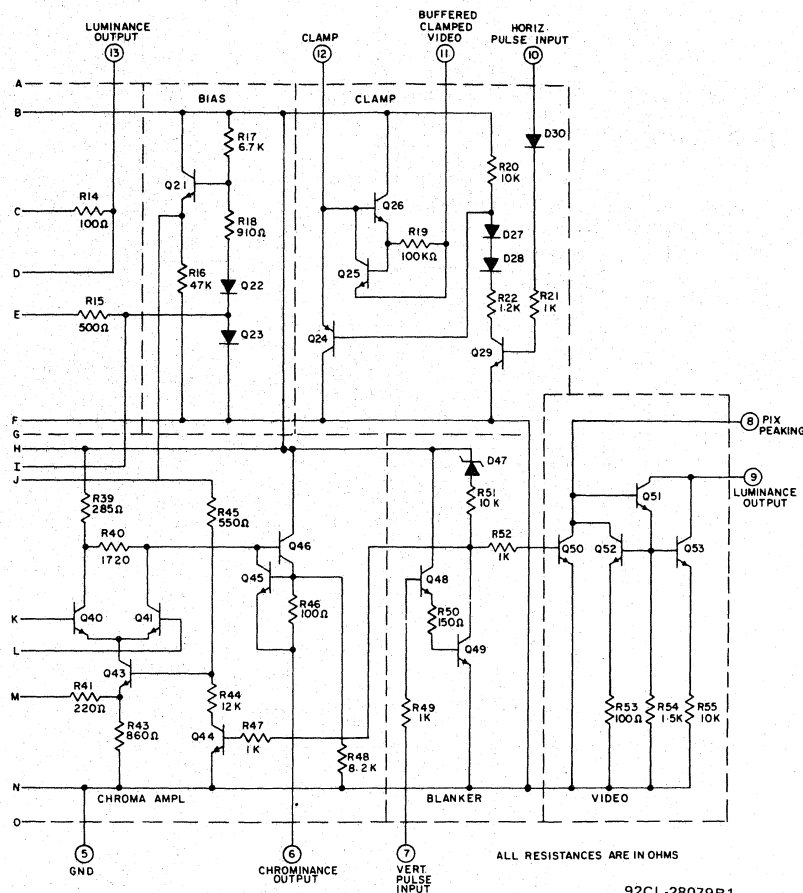 LUMINANCE
OUTPUT
13
CLAMP
12
BUFFERED
CLAMPED
VIDEO
11
HORIZ.
PULSE INPUT
10
A
BIAS
CLAMP
B
R17
6.7K
D30
R20
10K
Q21
Q26
R14
C
100Ω
R18
910Ω
R19
100KΩ
D27
D28
Q25
D
R16
47K
Q22
R22
1.2K
R21
1K
R15
E
500Ω
Q23
Q24
Q29
F
G
8 PIX
PEAKING
H
I
J
D47
R39
285Ω
R45
550Ω
R51
10K
Q51
9
LUMINANCE
OUTPUT
R40
1720
Q46
R52
1K
Q50
Q52
Q53
Q45
Q48
K
Q40
Q41
R46
100Ω
R50
150Ω
L
Q49
Q43
M
R41
220Ω
R44
12K
R49
1K
R53
100Ω
R54
1.5K
R55
10K
R43
860Ω
Q44
R47
1K
R48
8.2K
N
CHROMA AMPL
BLANKER
VIDEO
O
5
GND
6
CHROMINANCE
OUTPUT
7
VERT.
PULSE
INPUT
ALL RESISTANCES ARE IN OHMS
92CL-28079R1